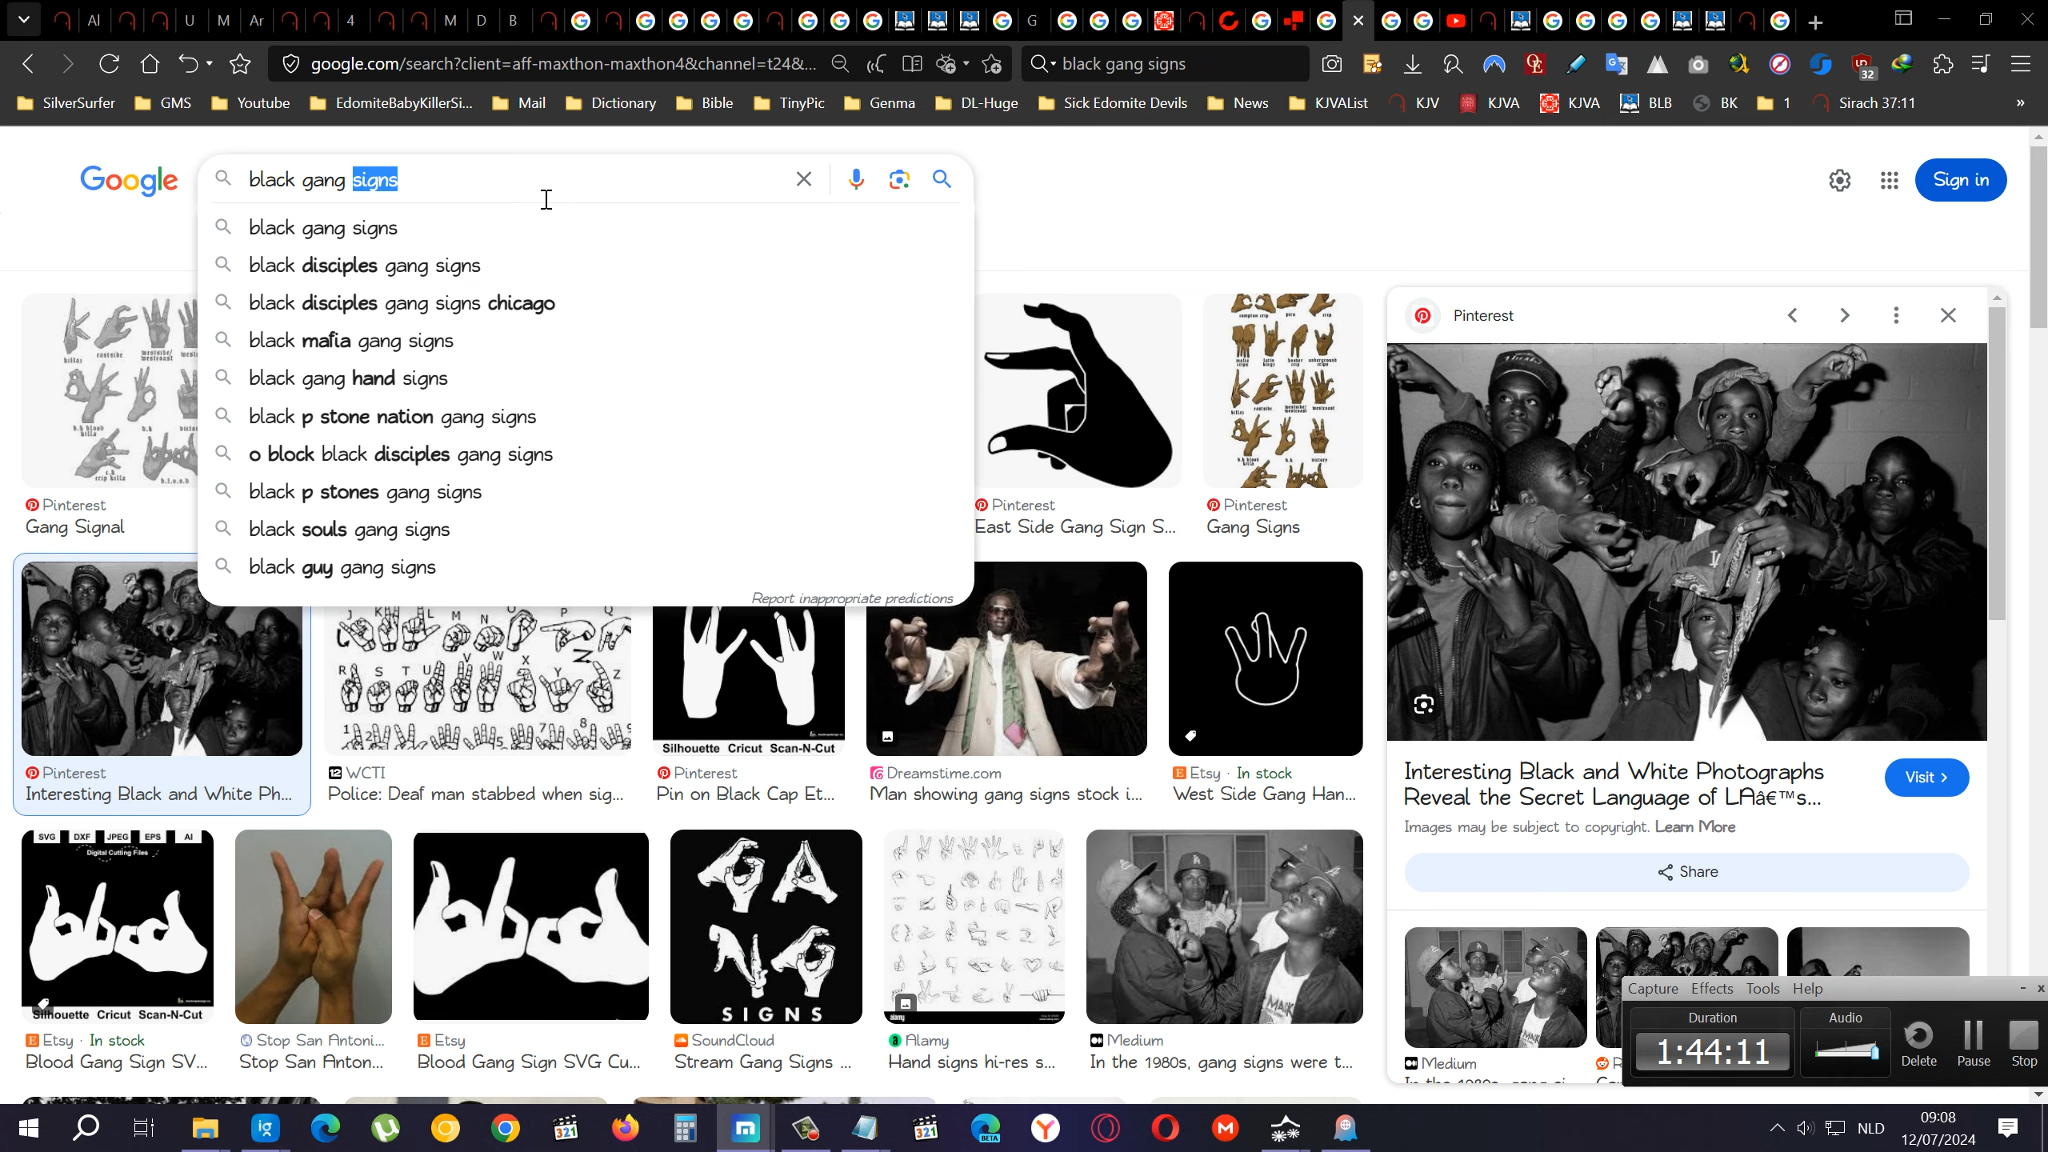 AI U M Ar 4 M D B G
google.com/search?client=aff-maxthon-maxthon4&channel=t24&... black gang signs 32
SilverSurfer GMS Youtube EdomiteBabyKillerSi... Mail Dictionary Bible TinyPic Genma DL-Huge Sick Edomite Devils News KJVAList KJV KJVA KJVA BLB BK 1 Sirach 37:11 »
Google black gang signs Sign in
black gang signs
black disciples gang signs
black disciples gang signs chicago
black mafia gang signs
black gang hand signs
black p stone nation gang signs
o block black disciples gang signs
black p stones gang signs
black souls gang signs
black guy gang signs
Report inappropriate predictions
Pinterest
Gang Signal
Pinterest
East Side Gang Sign S...
Pinterest
Gang Signs
Pinterest
Interesting Black and White Ph...
WCTI
Police: Deaf man stabbed when sig...
Silhouette Cricut Scan-N-Cut
Pinterest
Pin on Black Cap Et...
Dreamstime.com
Man showing gang signs stock i...
Etsy · In stock
West Side Gang Han...
SVG DXF JPEG EPS AI
Digital Cutting Files
Silhouette Cricut Scan-N-Cut
Etsy · In stock
Blood Gang Sign SV...
Stop San Antoni...
Stop San Anton...
Etsy
Blood Gang Sign SVG Cu...
SIGNS
SoundCloud
Stream Gang Signs ...
alamy
Alamy
Hand signs hi-res s...
Medium
In the 1980s, gang signs were t...
Pinterest
Interesting Black and White Photographs
Reveal the Secret Language of LAâ€™s...
Visit >
Images may be subject to copyright. Learn More
Share
Medium
Capture Effects Tools Help
Duration Audio
1:44:11 Delete Pause Stop
NLD 09:08
12/07/2024